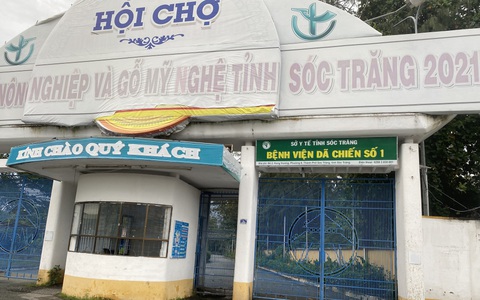 HỘI CHỢ
NÔNG NGHIỆP VÀ GỖ MỸ NGHỆ TỈNH SÓC TRĂNG 2021
KÍNH CHÀO QUÝ KHÁCH
SỞ Y TẾ TỈNH SÓC TRĂNG
BỆNH VIỆN DÃ CHIẾN SỐ 1